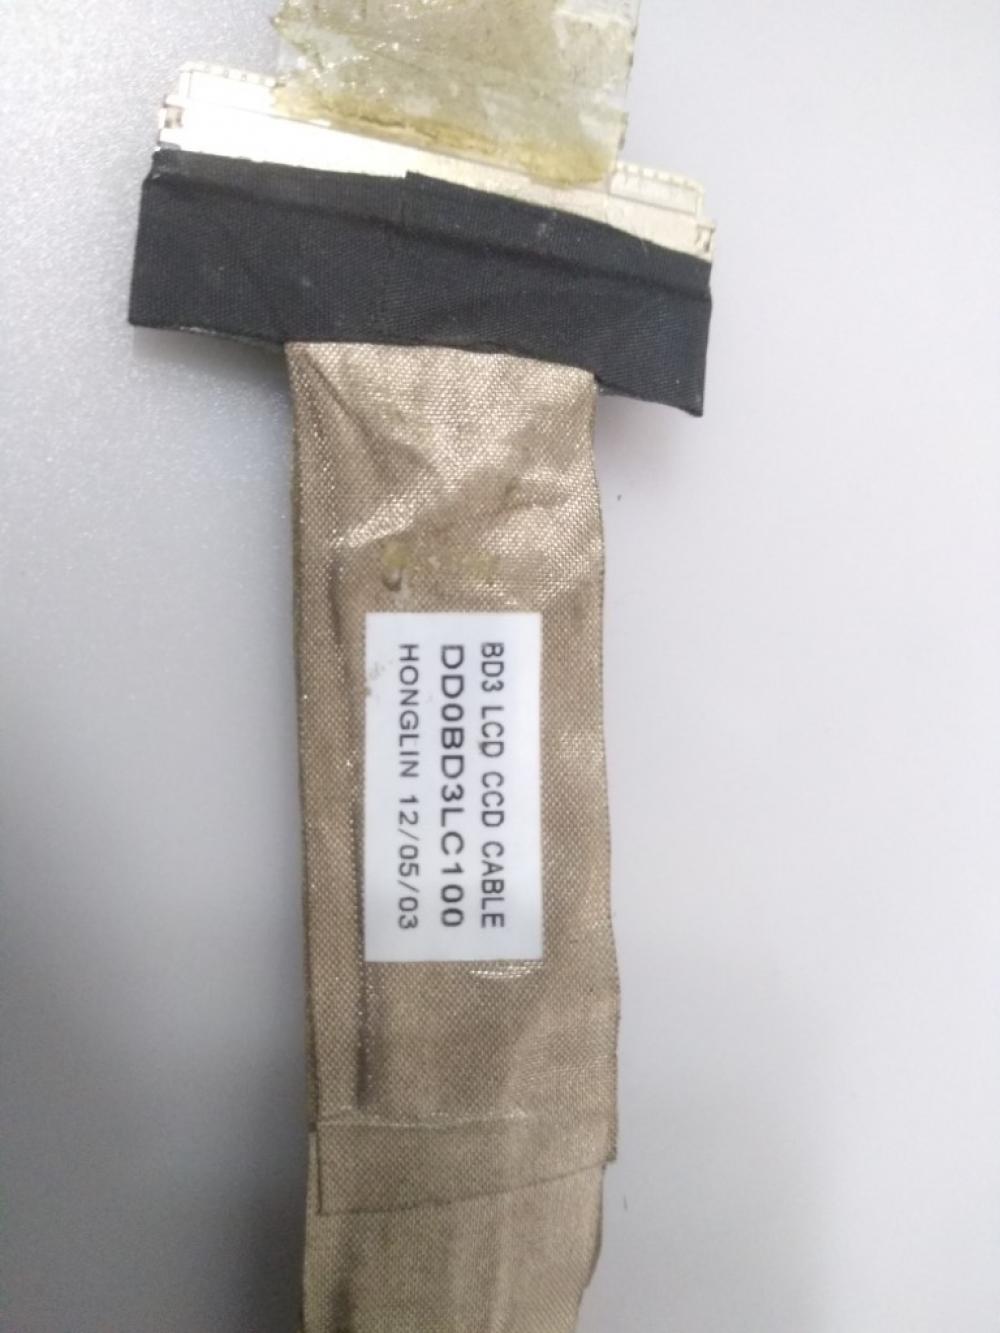 BD3 LCD CCD CABLE
DD0BD3LC100
HONGLIN 12/05/03